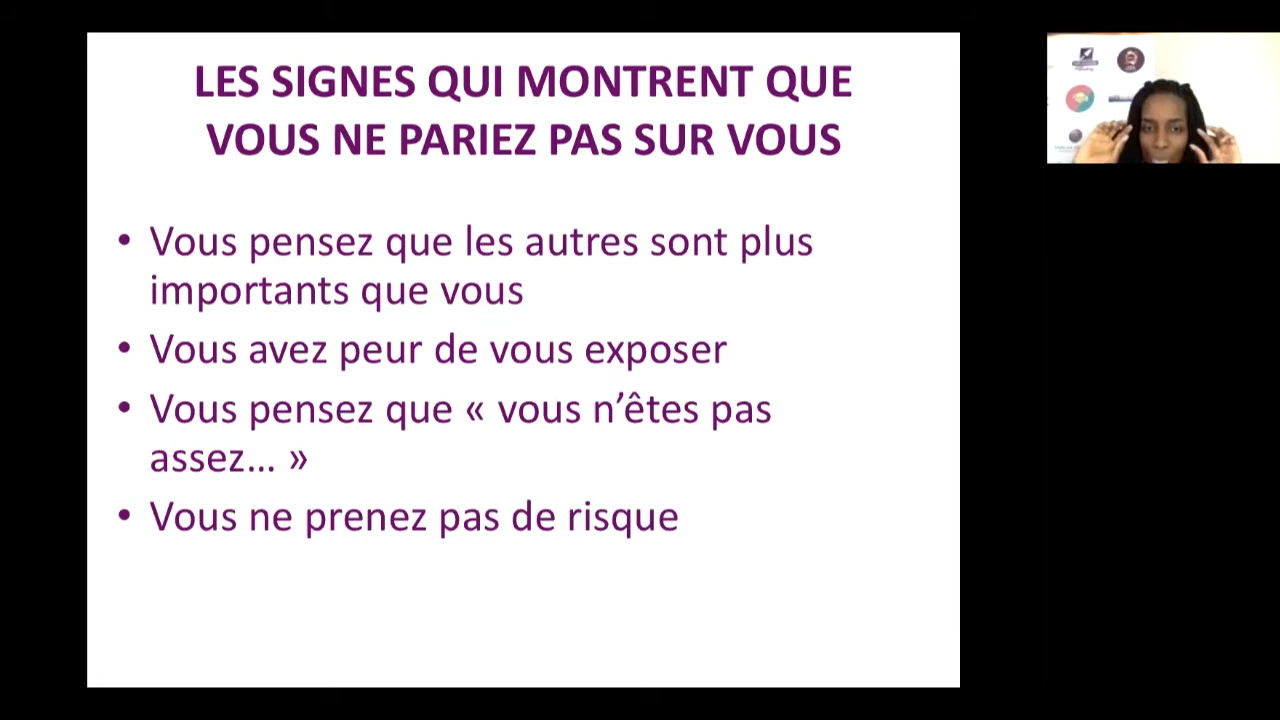 LES SIGNES QUI MONTRENT QUE
VOUS NE PARIEZ PAS SUR VOUS
• Vous pensez que les autres sont plus
importants que vous
• Vous avez peur de vous exposer
• Vous pensez que « vous n’êtes pas
assez... »
• Vous ne prenez pas de risque